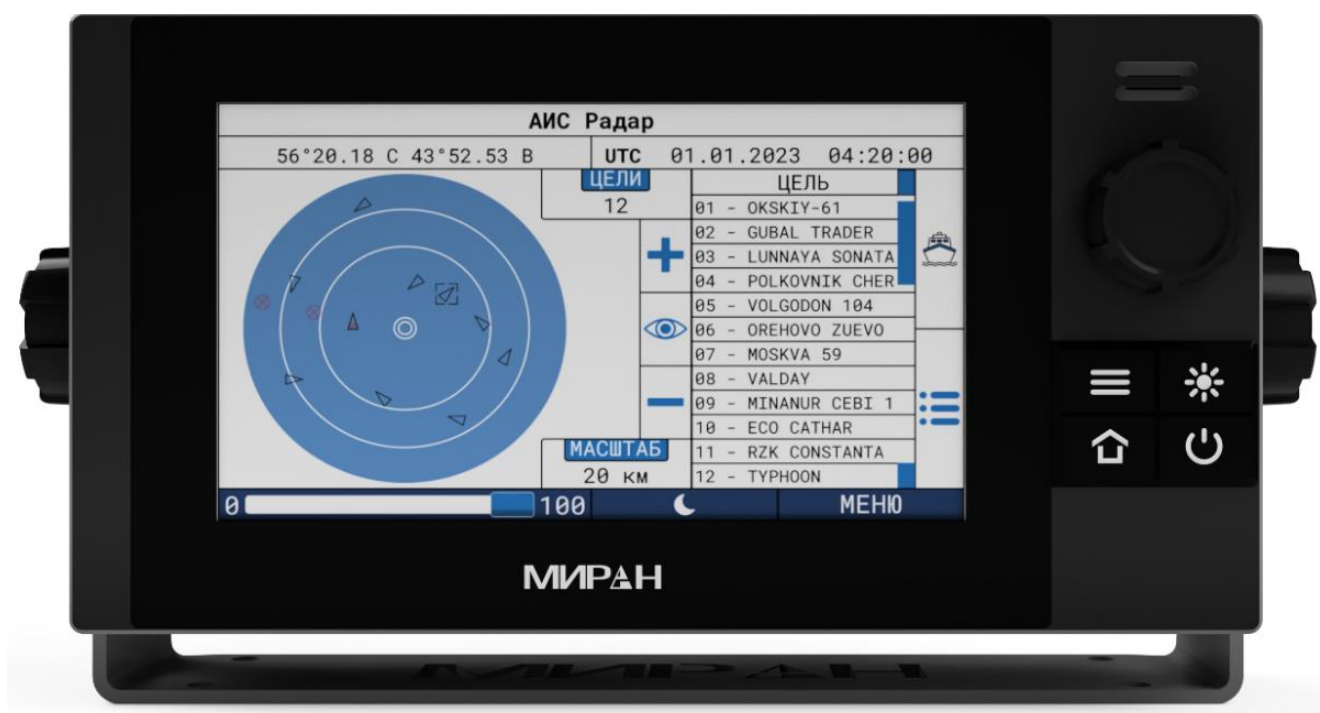 АИС Радар
56°20.18 С 43°52.53 В
UTC 01.01.2023 04:20:00
ЦЕЛИ
12
ЦЕЛЬ
01 - OKSKIY-61
02 - GUBAL TRADER
03 - LUNNAYA SONATA
04 - POLKOVNIK CHER
05 - VOLGODON 104
06 - OREHOVO ZUEVO
07 - MOSKVA 59
08 - VALDAY
09 - MINANUR CEBI 1
10 - ECO CATHAR
11 - RZK CONSTANTA
12 - TYPHOON
МАСШТАБ
20 км
0 100 МЕНЮ
МИРАН
МИРАН